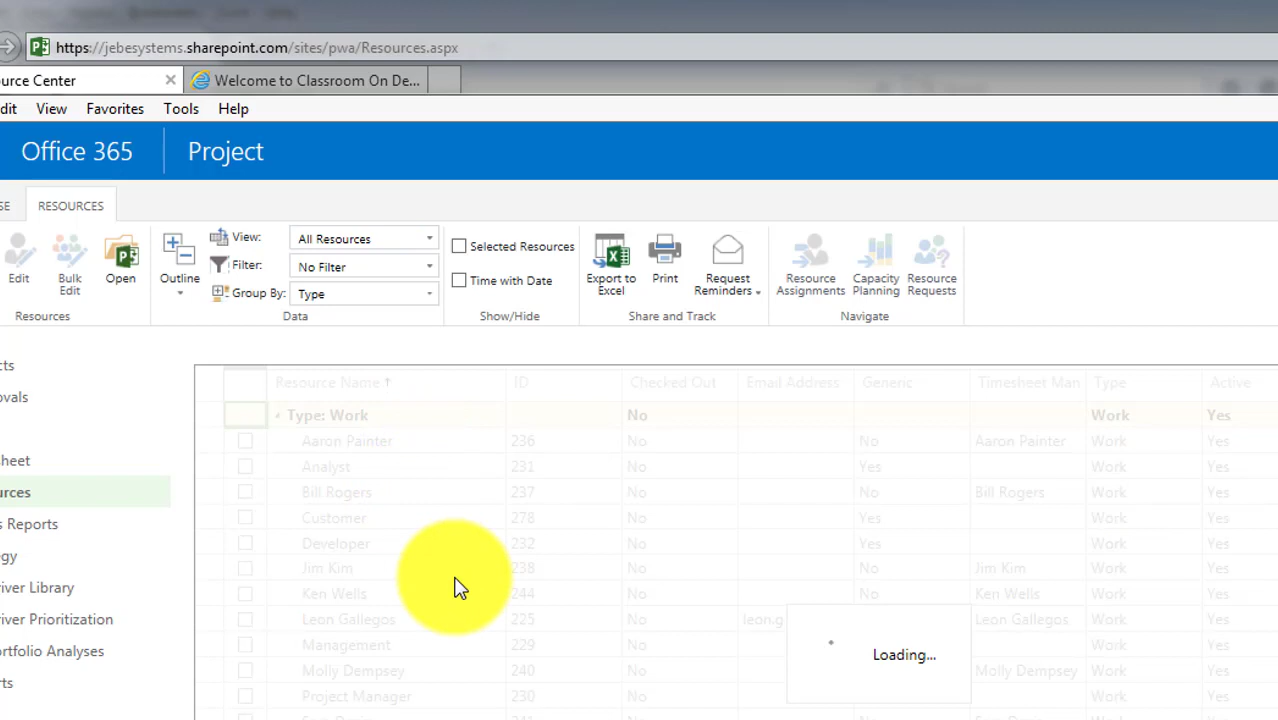 https://jebesystems.sharepoint.com/sites/pwa/Resources.aspx
urce Center
Welcome to Classroom On De...
dit View Favorites Tools Help
Office 365 Project
SE RESOURCES
Edit Bulk Edit Open Outline View: All Resources Filter: No Filter Group By: Type Selected Resources Time with Date Export to Excel Print Request Reminders Resource Assignments Capacity Planning Resource Requests
Resources Data Show/Hide Share and Track Navigate
cts
ovals
heet
urces
s Reports
gy
iver Library
iver Prioritization
ortfolio Analyses
rts
Resource Name ID Checked Out Email Address Generic Timesheet Man Type Active
Type: Work No Work Yes
Aaron Painter 236 No No Aaron Painter Work Yes
Analyst 231 No Yes Work Yes
Bill Rogers 237 No No Bill Rogers Work Yes
Customer 278 No Yes Work Yes
Developer 232 No Yes Work Yes
Jim Kim 238 No No Jim Kim Work Yes
Ken Wells 244 No No Ken Wells Work Yes
Leon Gallegos 225 No leon.g Leon Gallegos Work Yes
Management 229 No Work Yes
Loading...
Molly Dempsey 240 No Molly Dempsey Work Yes
Project Manager 230 No Work Yes